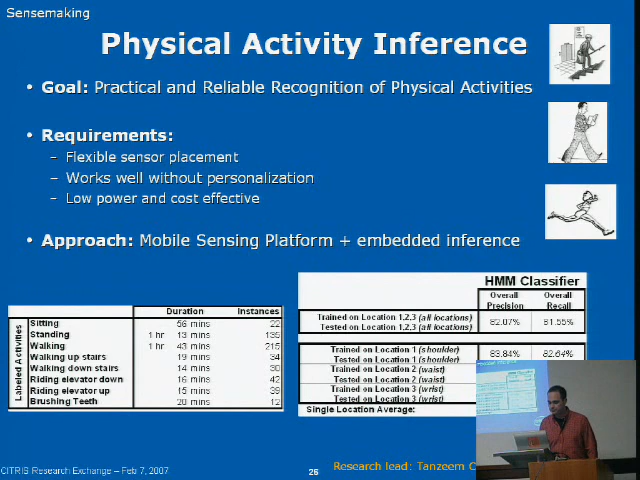 Sensemaking
Physical Activity Inference
• Goal: Practical and Reliable Recognition of Physical Activities
• Requirements:
– Flexible sensor placement
– Works well without personalization
– Low power and cost effective
• Approach: Mobile Sensing Platform + embedded inference
HMM Classifier
Overall Precision Overall Recall
Trained on Location 1,2,3 (all locations)
Tested on Location 1,2,3 (all locations)
82.07% 81.55%
Trained on Location 1 (shoulder)
Tested on Location 1 (shoulder)
83.84% 82.64%
Trained on Location 2 (waist)
Tested on Location 2 (waist)
Trained on Location 3 (wrist)
Tested on Location 3 (wrist)
Single Location Average:
Labeled Activities
Duration Instances
Sitting 56 mins 22
Standing 1 hr 13 mins
Walking 1 hr 43 mins 215
Walking up stairs 19 mins 34
Walking down stairs 14 mins 30
Riding elevator down 16 mins 42
Riding elevator up 15 mins 39
Brushing Teeth 20 mins 12
CITRIS Research Exchange – Feb 7, 2007
26
Research lead: Tanzeem C